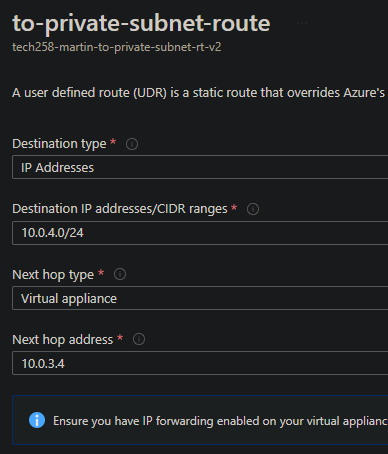 to-private-subnet-route
tech258-martin-to-private-subnet-rt-v2
A user defined route (UDR) is a static route that overrides Azure's
Destination type *
IP Addresses
Destination IP addresses/CIDR ranges *
10.0.4.0/24
Next hop type *
Virtual appliance
Next hop address *
10.0.3.4
Ensure you have IP forwarding enabled on your virtual applianc